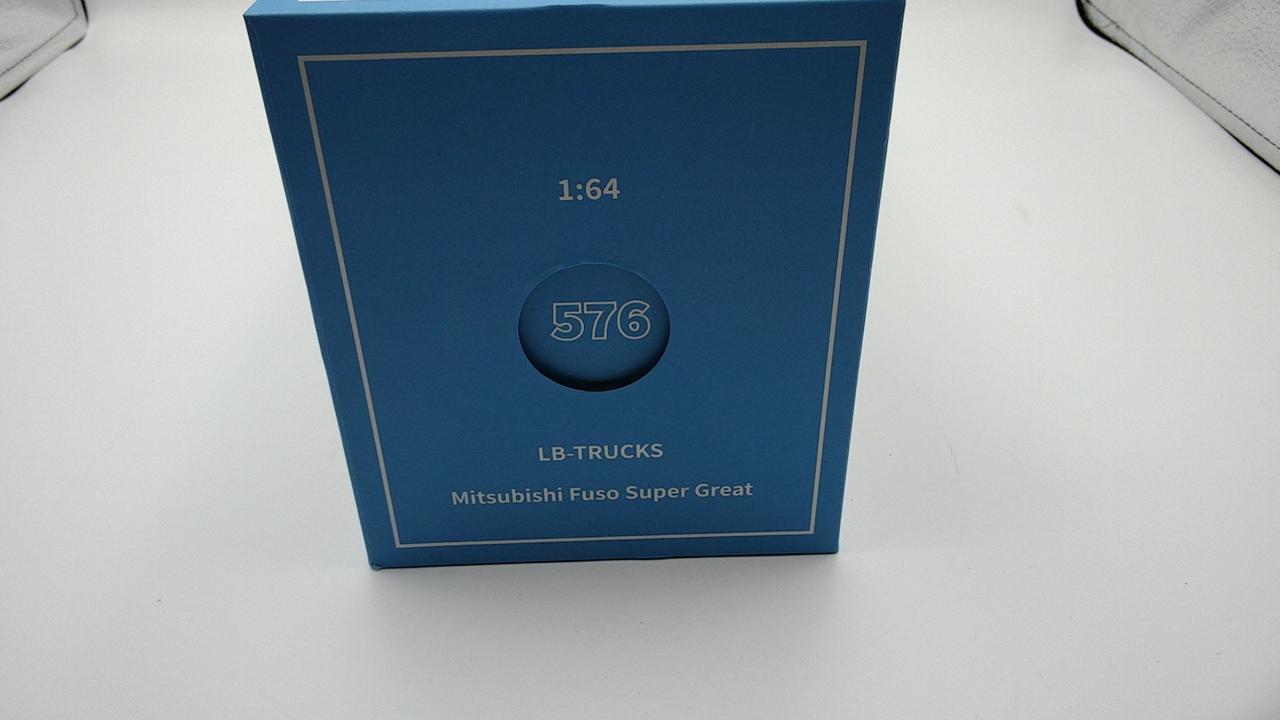 1:64
576
LB-TRUCKS
Mitsubishi Fuso Super Great